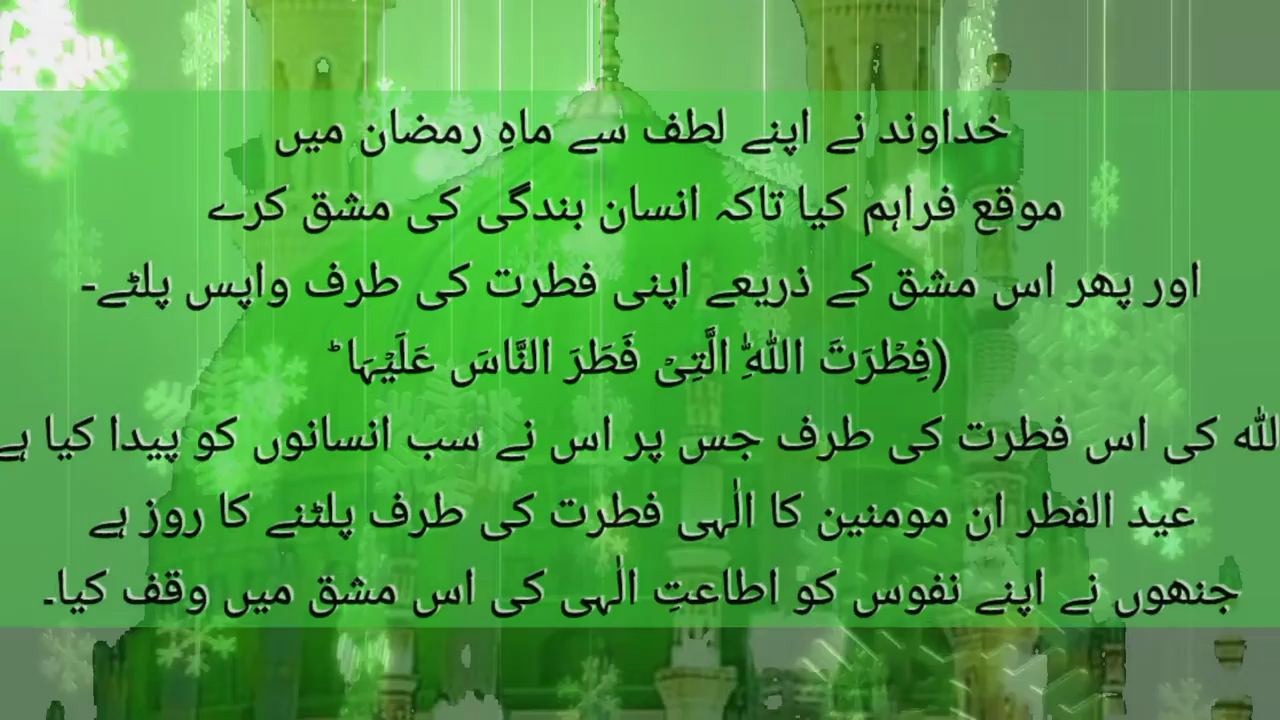 خداوند نے اپنے لطف سے ماہِ رمضان میں
موقع فراہم کیا تاکہ انسان بندگی کی مشق کرے
اور پھر اس مشق کے ذریعے اپنی فطرت کی طرف واپس پلٹے-
(فِطْرَتَ اللّٰہِ الَّتِیْ فَطَرَ النَّاسَ عَلَیْہَا ؕ
اللّٰہ کی اس فطرت کی طرف جس پر اس نے سب انسانوں کو پیدا کیا ہے
عید الفطر ان مومنین کا الٰہی فطرت کی طرف پلٹنے کا روز ہے
جنھوں نے اپنے نفوس کو اطاعتِ الٰہی کی اس مشق میں وقف کیا۔